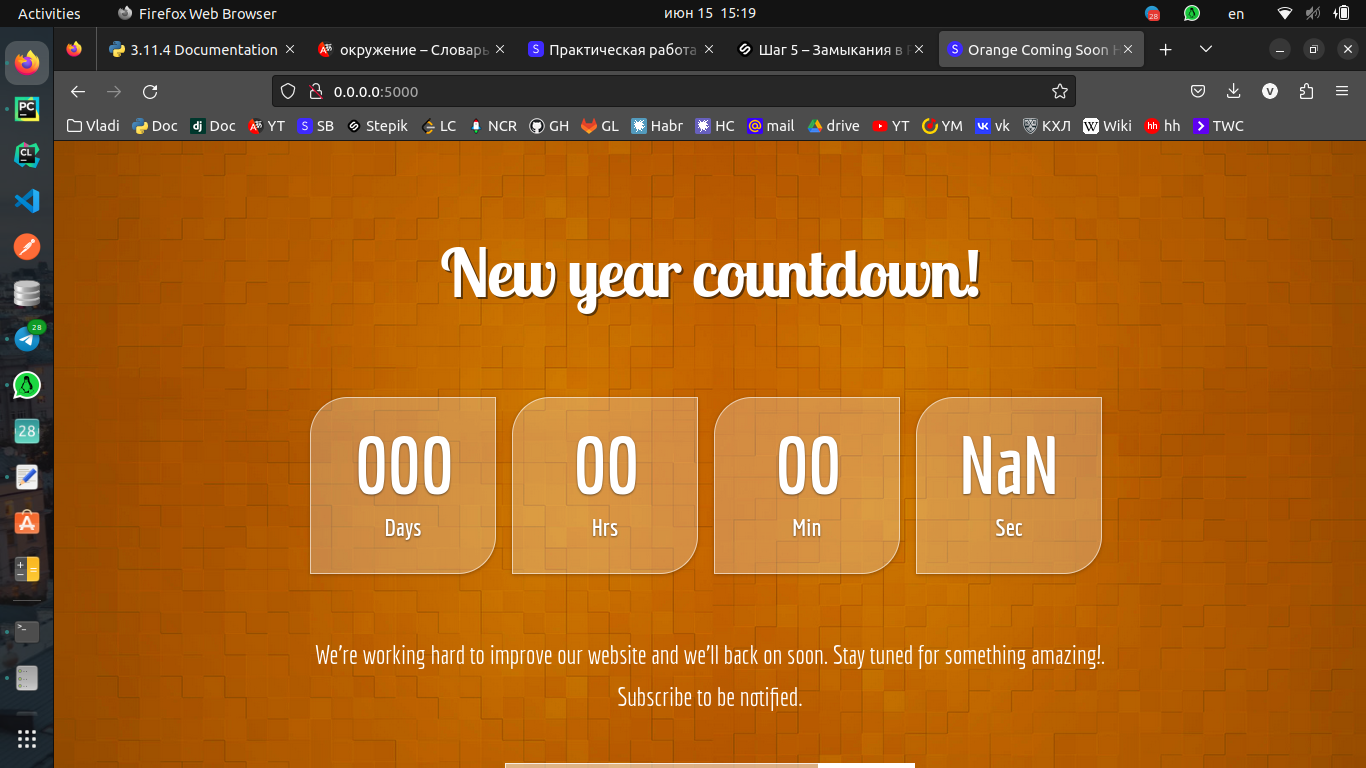 Activities Firefox Web Browser июн 15 15:19 28 en
3.11.4 Documentation окружение – Словарь Практическая работа Шаг 5 – Замыкания в Orange Coming Soon
0.0.0.0:5000
Vladi Doc Doc YT SB Stepik LC NCR GH GL Habr HC mail drive YT YM vk КХЛ Wiki hh TWC
New year countdown!
000 00 00 NaN
Days Hrs Min Sec
We're working hard to improve our website and we'll back on soon. Stay tuned for something amazing!.
Subscribe to be notified.
PC
CL
28
28